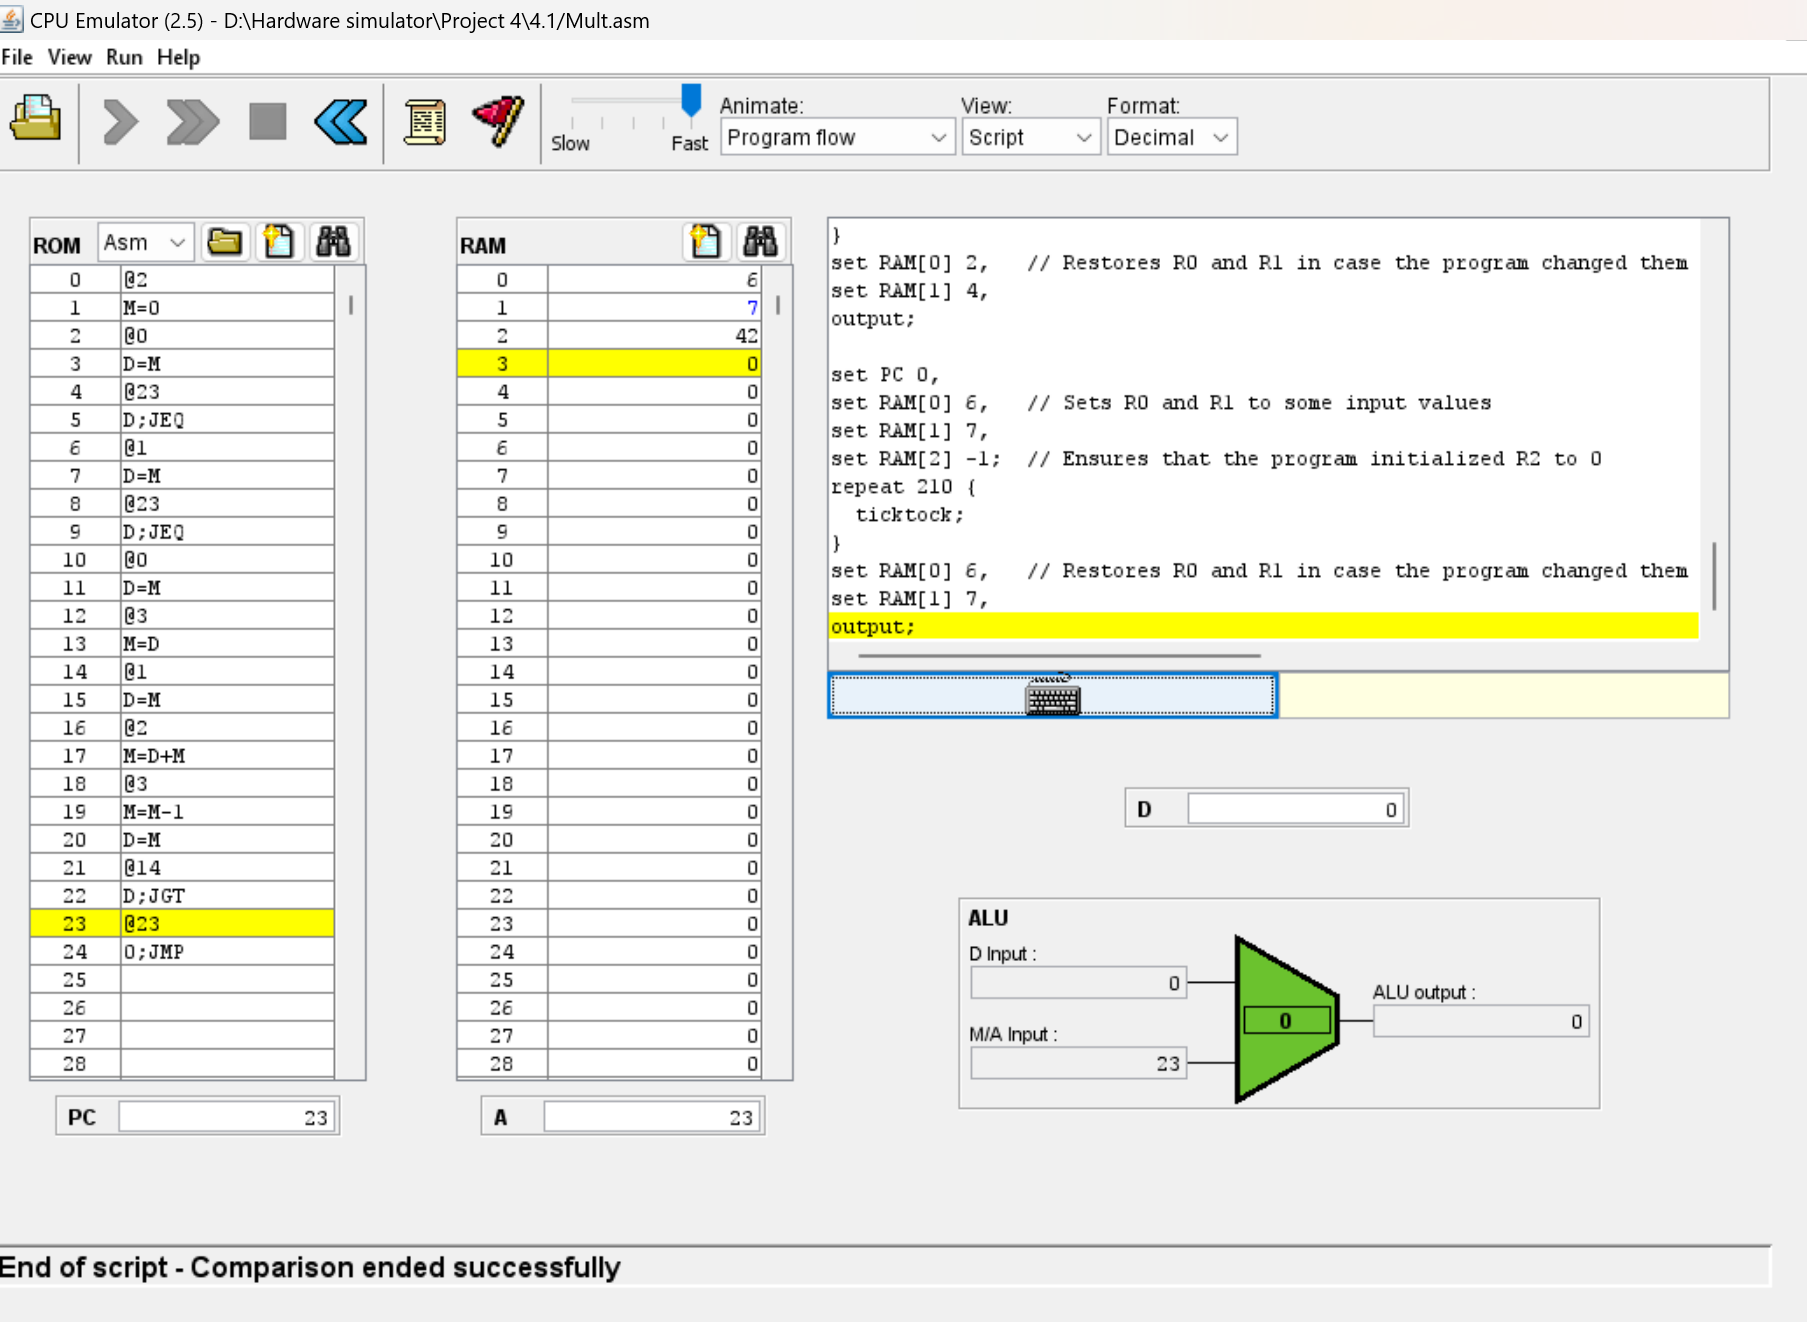 CPU Emulator (2.5) - D:\Hardware simulator\Project 4\4.1/Mult.asm
File View Run Help
Slow Fast
Animate:
Program flow
View:
Script
Format:
Decimal
ROM Asm
0 @2
1 M=0
2 @0
3 D=M
4 @23
5 D;JEQ
6 @1
7 D=M
8 @23
9 D;JEQ
10 @0
11 D=M
12 @3
13 M=D
14 @1
15 D=M
16 @2
17 M=D+M
18 @3
19 M=M-1
20 D=M
21 @14
22 D;JGT
23 @23
24 0;JMP
25
26
27
28
PC 23
RAM
0 6
1 7
2 42
3 0
4 0
5 0
6 0
7 0
8 0
9 0
10 0
11 0
12 0
13 0
14 0
15 0
16 0
17 0
18 0
19 0
20 0
21 0
22 0
23 0
24 0
25 0
26 0
27 0
28 0
A 23
}
set RAM[0] 2,   // Restores R0 and R1 in case the program changed them
set RAM[1] 4,
output;
set PC 0,
set RAM[0] 6,   // Sets R0 and R1 to some input values
set RAM[1] 7,
set RAM[2] -1;  // Ensures that the program initialized R2 to 0
repeat 210 {
  ticktock;
}
set RAM[0] 6,   // Restores R0 and R1 in case the program changed them
set RAM[1] 7,
output;
D 0
ALU
D Input :
0
M/A Input :
23
0
ALU output :
0
End of script - Comparison ended successfully